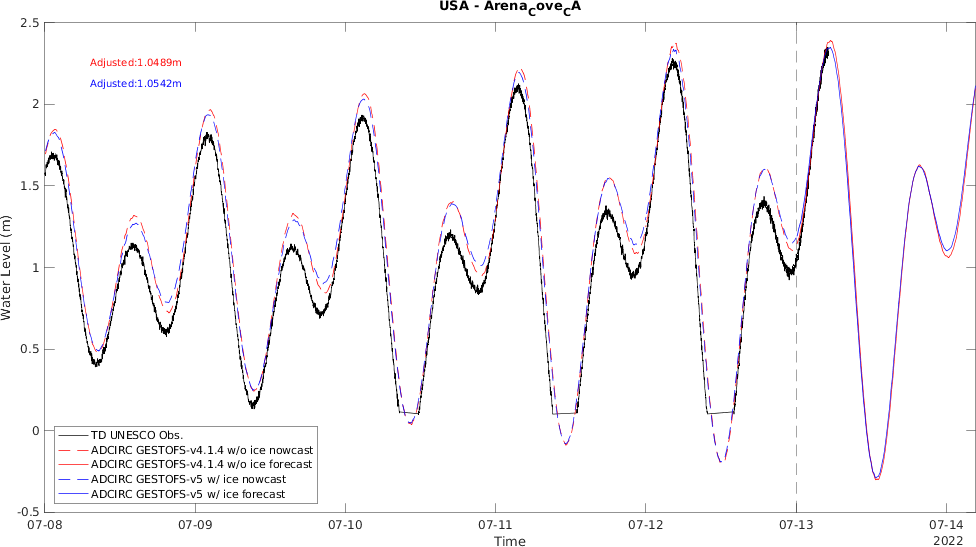 USA - ArenaCoveCA
2.5
Adjusted:1.0489m
Adjusted:1.0542m
2
1.5
Water Level (m)
1
0.5
0
TD UNESCO Obs.
ADCIRC GESTOFS-v4.1.4 w/o ice nowcast
ADCIRC GESTOFS-v4.1.4 w/o ice forecast
ADCIRC GESTOFS-v5 w/ ice nowcast
ADCIRC GESTOFS-v5 w/ ice forecast
-0.5
07-08 07-09 07-10 07-11 07-12 07-13 07-14
Time 2022